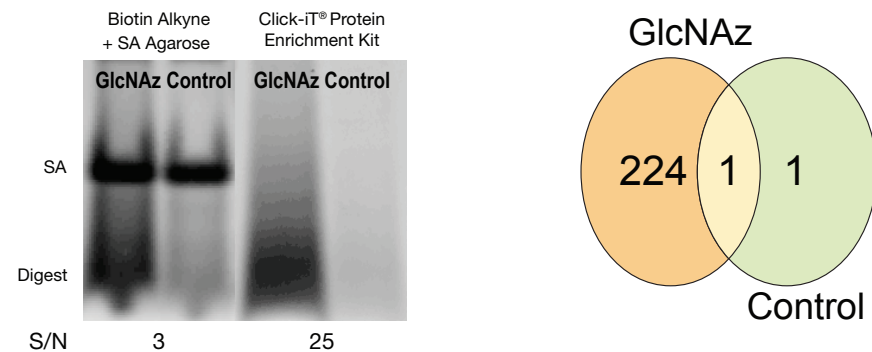 Biotin Alkyne
+ SA Agarose
Click-iT® Protein
Enrichment Kit
GlcNAz Control
GlcNAz Control
SA
Digest
S/N 3 25
GlcNAz
224 1 1
Control